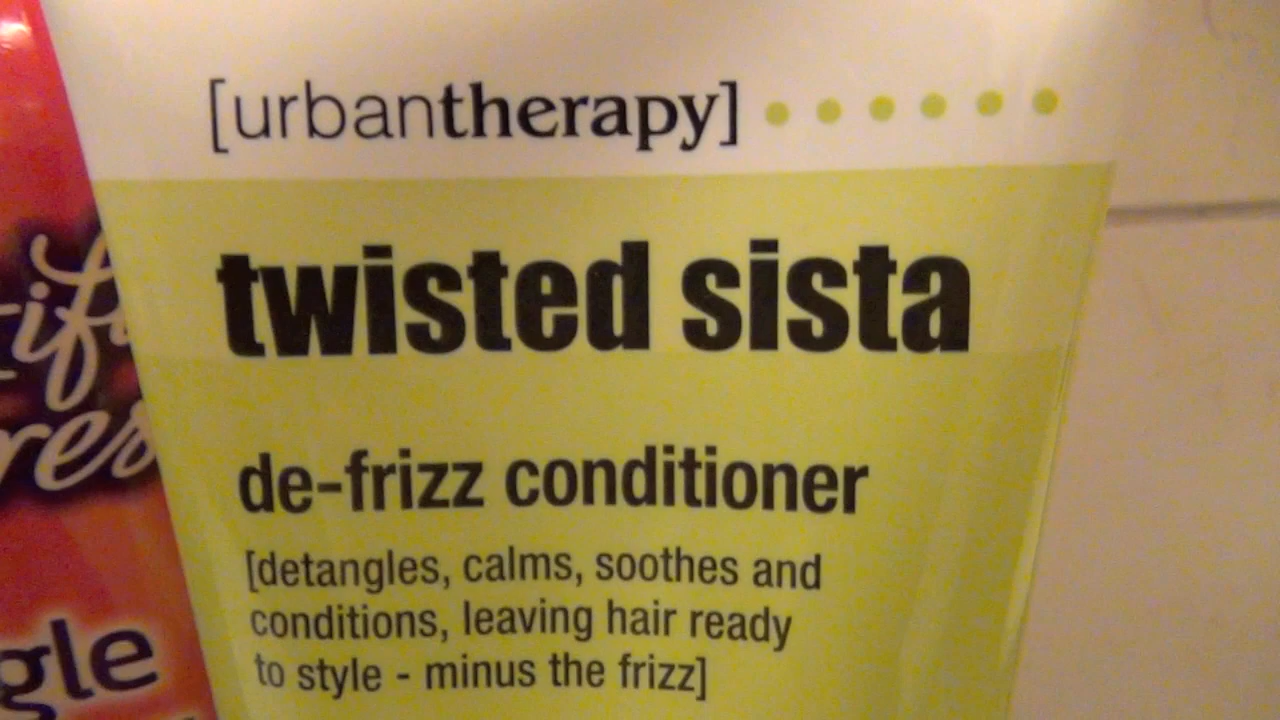 [urbantherapy]
twisted sista
de-frizz conditioner
[detangles, calms, soothes and
conditions, leaving hair ready
to style - minus the frizz]